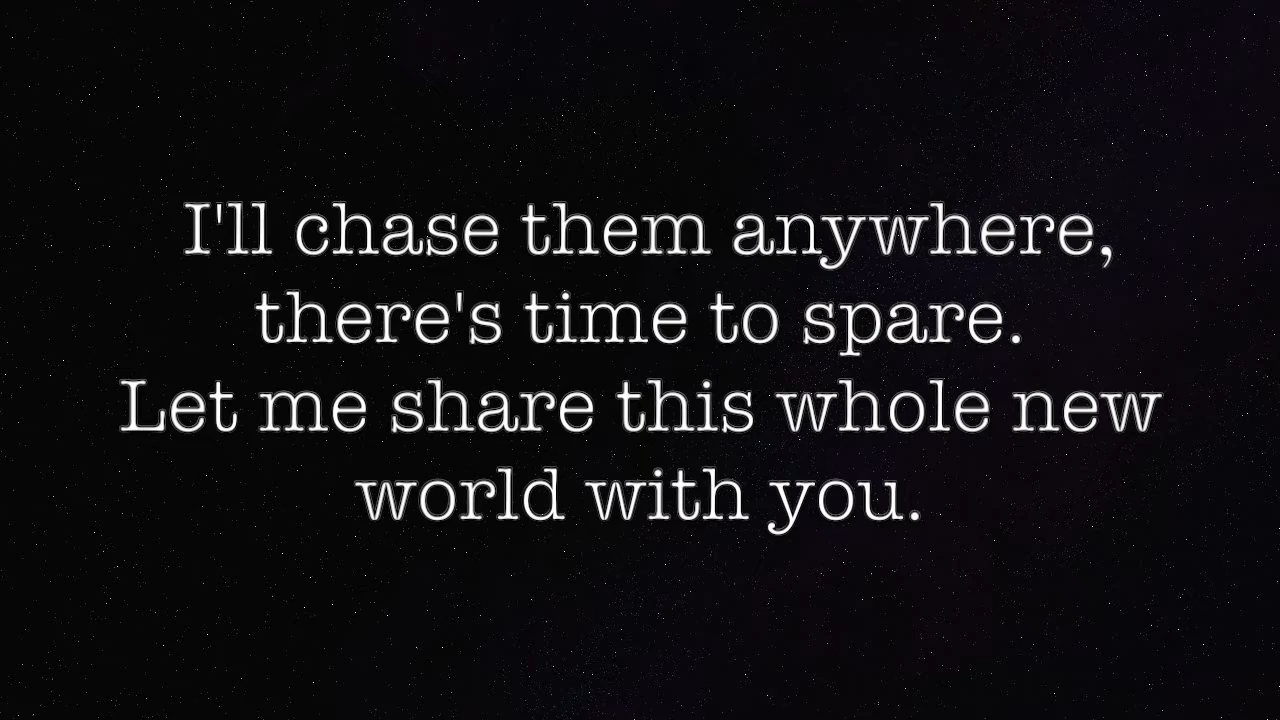 I'll chase them anywhere,
there's time to spare.
Let me share this whole new
world with you.